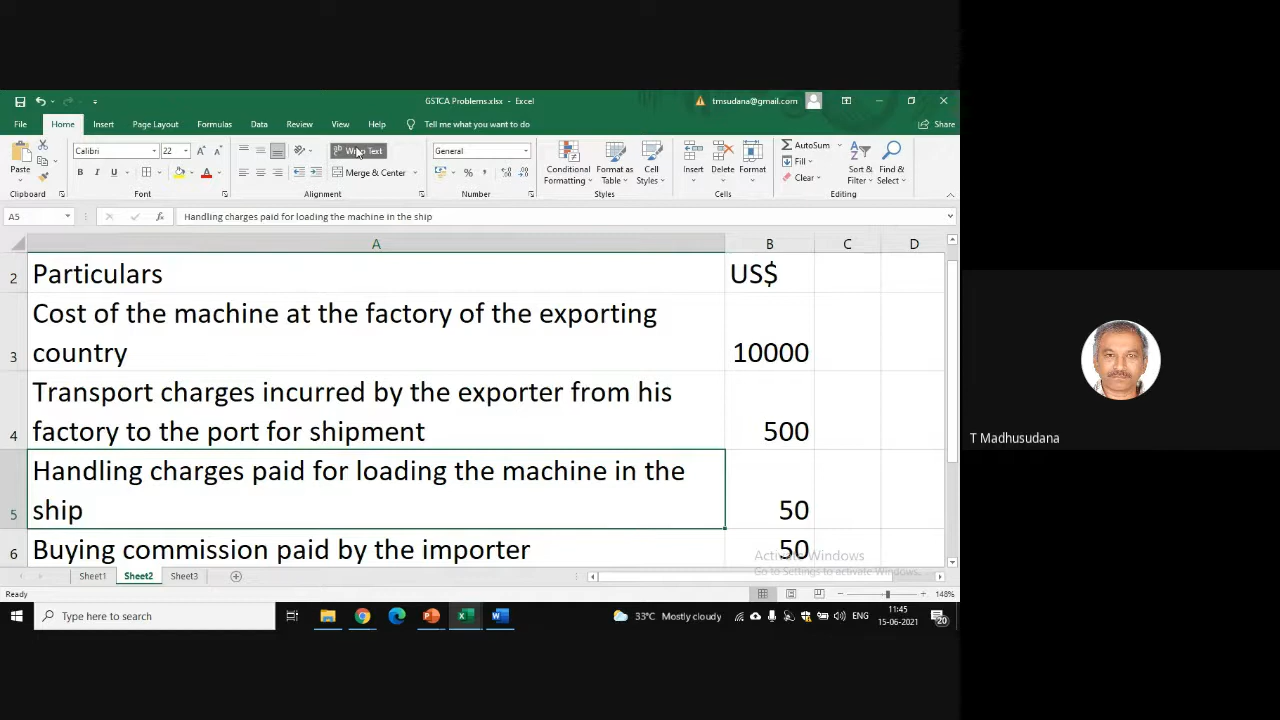 GSTCA Problems.xlsx - Excel
tmsudana@gmail.com
File Home Insert Page Layout Formulas Data Review View Help Tell me what you want to do Share
Paste
Clipboard
Calibri 22
B I U
Font
Wrap Text
Merge & Center
Alignment
General
Number
Conditional Formatting
Format as Table
Cell Styles
Styles
Insert Delete Format
Cells
AutoSum
Fill
Clear
Sort & Filter
Find & Select
Editing
A5 fx Handling charges paid for loading the machine in the ship
A B C D
2 Particulars US$
3 Cost of the machine at the factory of the exporting
country 10000
4 Transport charges incurred by the exporter from his
factory to the port for shipment 500
5 Handling charges paid for loading the machine in the
ship 50
6 Buying commission paid by the importer 50
Activate Windows
Go to Settings to activate Windows.
Sheet1 Sheet2 Sheet3
Ready 148%
Type here to search
33°C Mostly cloudy ENG
11:45
15-06-2021
20
T Madhusudana